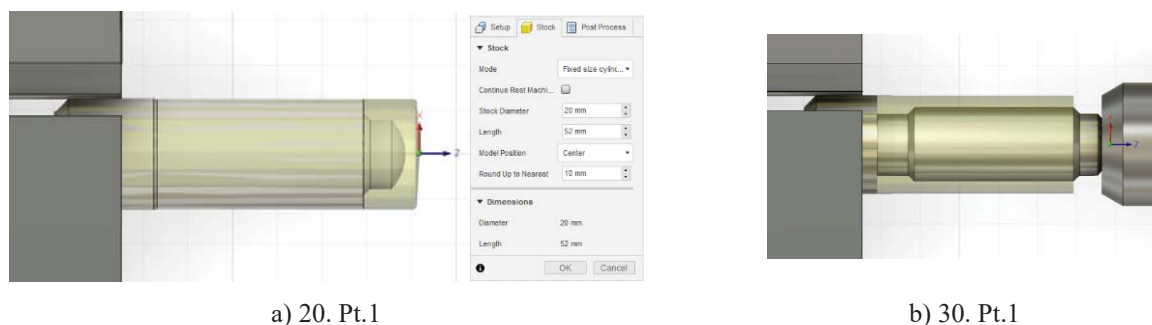 Setup Stock Post Process
▼ Stock
Mode Fixed size cylinc... ▾
Continue Rest Machi...
Stock Diameter 20 mm
Length 52 mm
Model Position Center ▾
Round Up to Nearest 10 mm
▼ Dimensions
Diameter 20 mm
Length 52 mm
OK Cancel
X
Z
X
Z
a) 20. Pt.1
b) 30. Pt.1